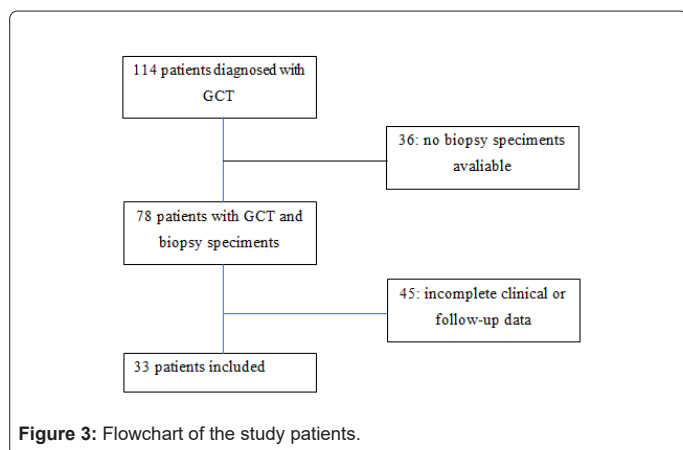 114 patients diagnosed with
GCT
36: no biopsy speciments
avaliable
78 patients with GCT and
biopsy speciments
45: incomplete clinical or
follow-up data
33 patients included
Figure 3: Flowchart of the study patients.